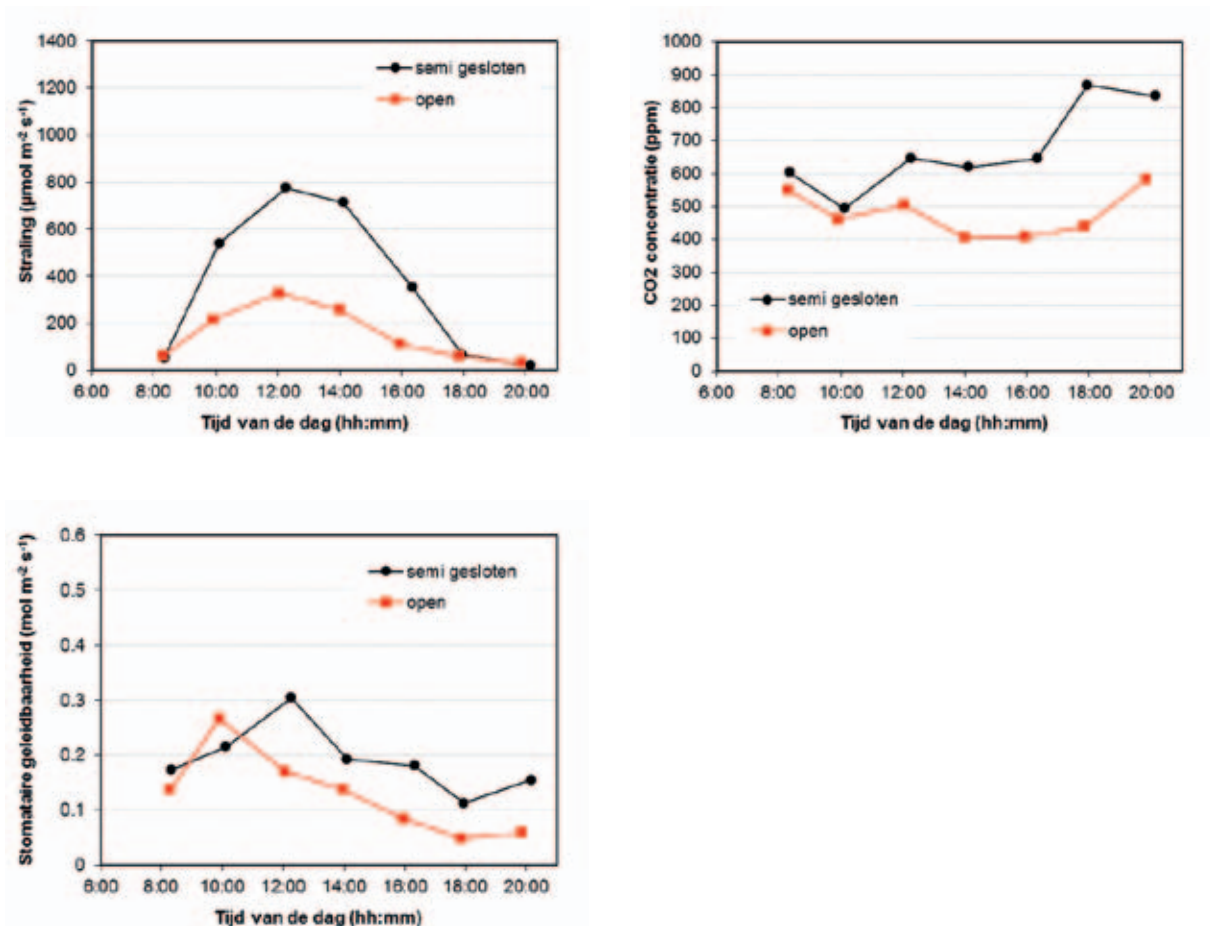 Straling (µmol m-2 s-1)
1400
1200
1000
800
600
400
200
0
semi gesloten
open
6:00 8:00 10:00 12:00 14:00 16:00 18:00 20:00
Tijd van de dag (hh:mm)
CO2 concentratie (ppm)
1000
900
800
700
600
500
400
300
200
100
0
semi gesloten
open
6:00 8:00 10:00 12:00 14:00 16:00 18:00 20:00
Tijd van de dag (hh:mm)
Stomataire geleidbaarheid (mol m-2 s-1)
0.6
0.5
0.4
0.3
0.2
0.1
0
semi gesloten
open
6:00 8:00 10:00 12:00 14:00 16:00 18:00 20:00
Tijd van de dag (hh:mm)